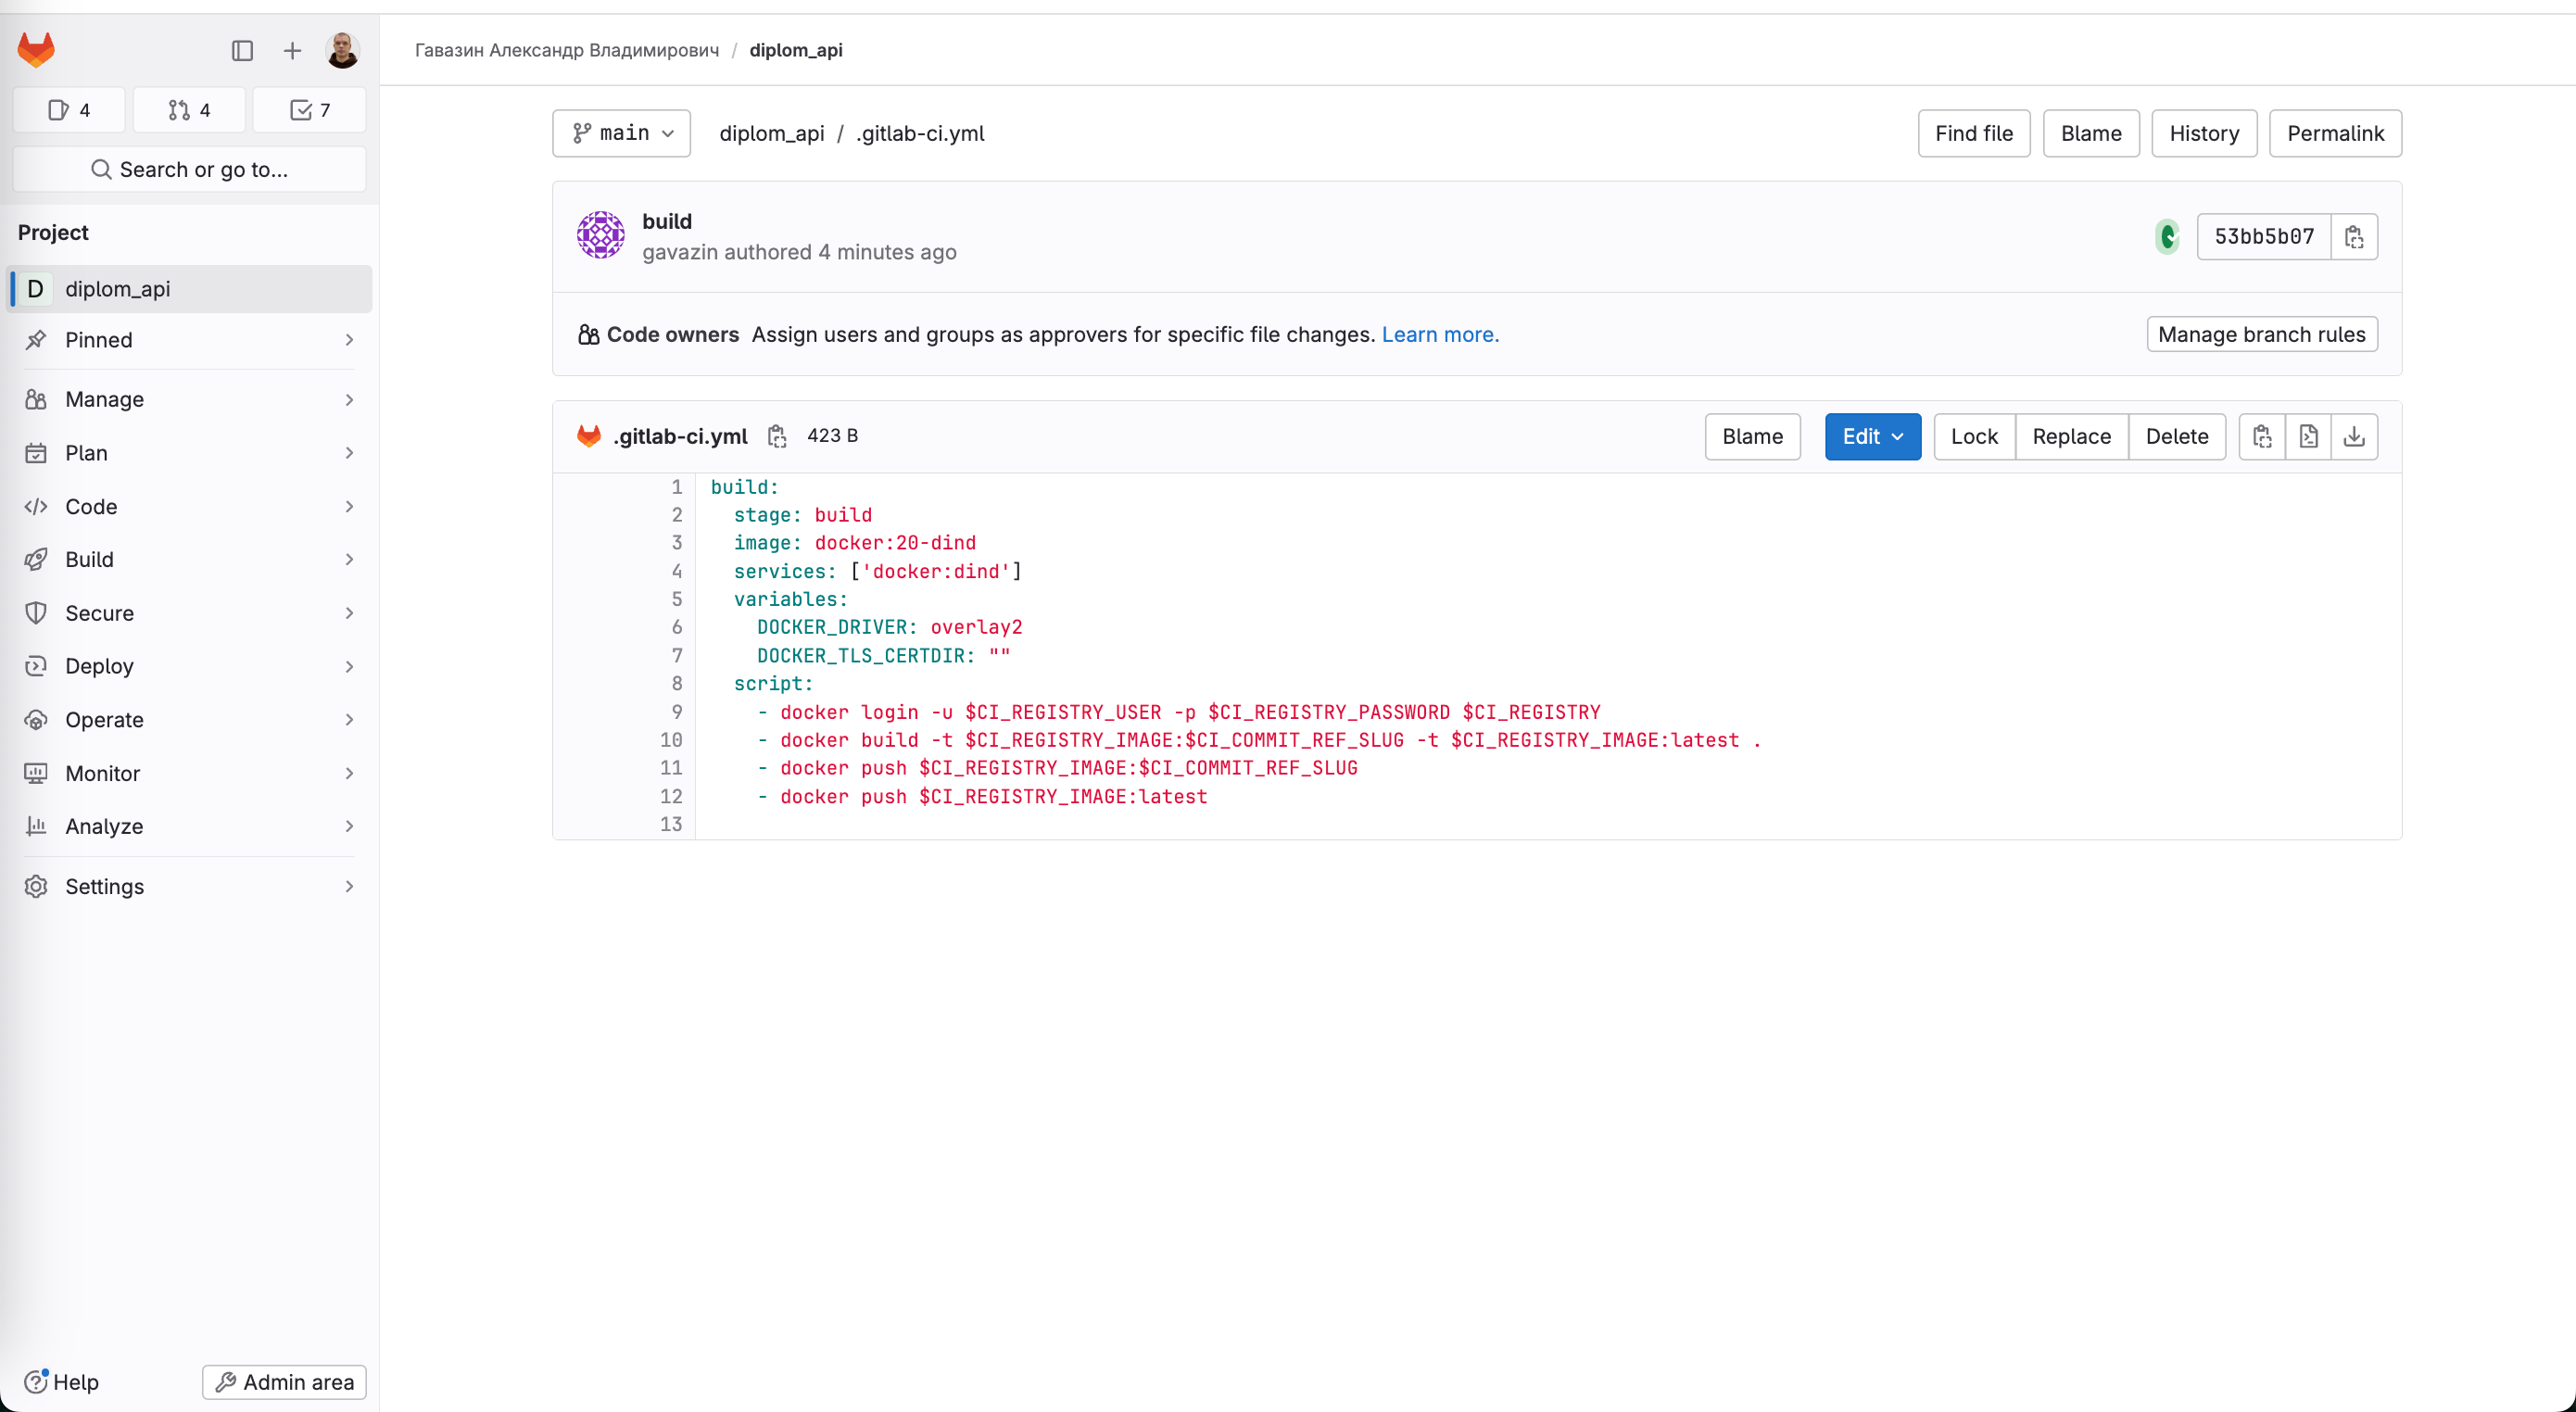 Гавазин Александр Владимирович / diplom_api
4
4
7
Search or go to...
Project
D diplom_api
Pinned
Manage
Plan
Code
Build
Secure
Deploy
Operate
Monitor
Analyze
Settings
Help
Admin area
main
diplom_api / .gitlab-ci.yml
Find file
Blame
History
Permalink
build
gavazin authored 4 minutes ago
53bb5b07
Code owners Assign users and groups as approvers for specific file changes. Learn more.
Manage branch rules
.gitlab-ci.yml 423 B
Blame
Edit
Lock
Replace
Delete
1 build:
2   stage: build
3   image: docker:20-dind
4   services: ['docker:dind']
5   variables:
6     DOCKER_DRIVER: overlay2
7     DOCKER_TLS_CERTDIR: ""
8   script:
9     - docker login -u $CI_REGISTRY_USER -p $CI_REGISTRY_PASSWORD $CI_REGISTRY
10     - docker build -t $CI_REGISTRY_IMAGE:$CI_COMMIT_REF_SLUG -t $CI_REGISTRY_IMAGE:latest .
11     - docker push $CI_REGISTRY_IMAGE:$CI_COMMIT_REF_SLUG
12     - docker push $CI_REGISTRY_IMAGE:latest
13